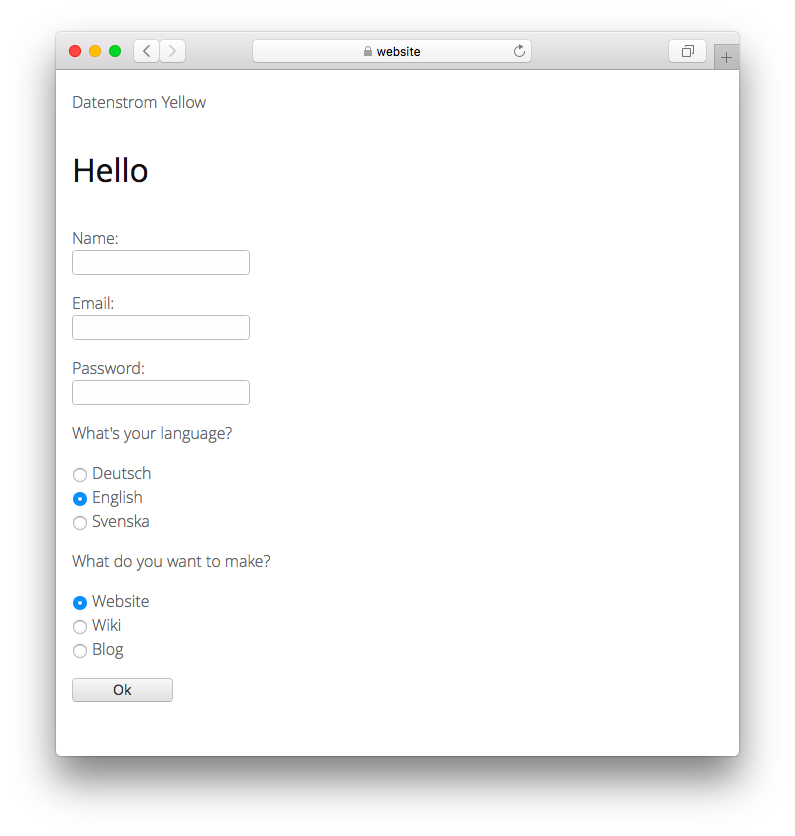 website
Datenstrom Yellow
Hello
Name:
Email:
Password:
What's your language?
Deutsch
English
Svenska
What do you want to make?
Website
Wiki
Blog
Ok